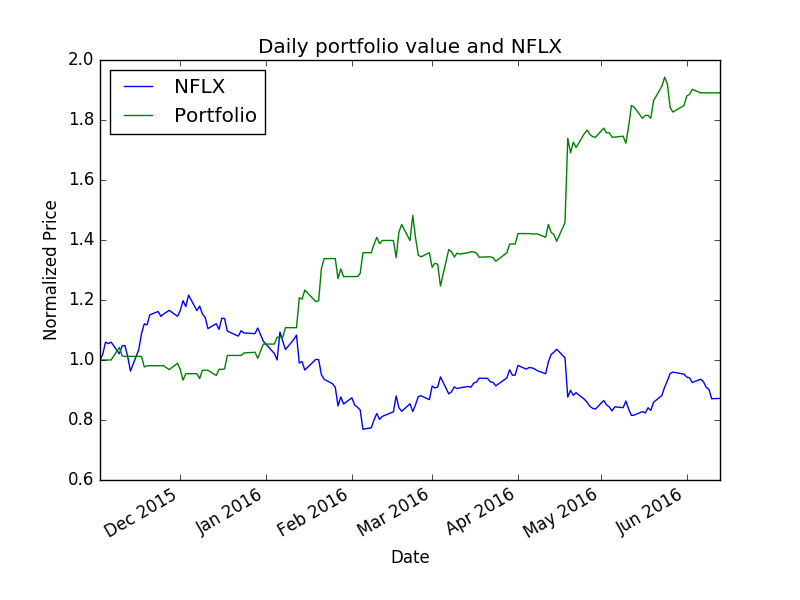 Daily portfolio value and NFLX
NFLX
Portfolio
2.0
1.8
1.6
1.4
1.2
1.0
0.8
0.6
Normalized Price
Dec 2015
Jan 2016
Feb 2016
Mar 2016
Apr 2016
May 2016
Jun 2016
Date